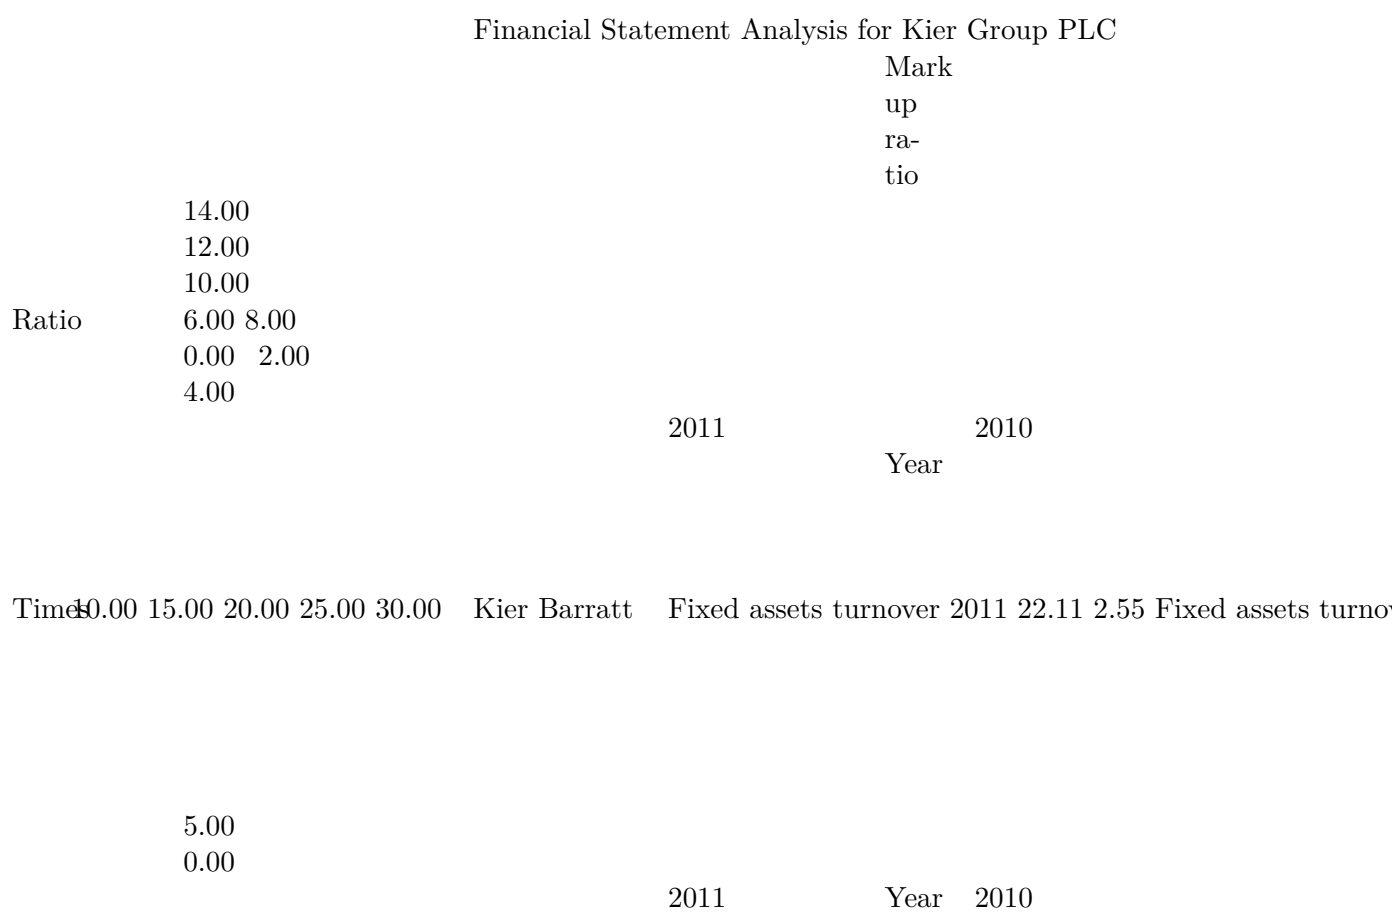 Financial Statement Analysis for Kier Group PLC
Mark
up
ra-
tio
14.00
12.00
10.00
Ratio 6.00 8.00
0.00 2.00
4.00
2011 2010
Year
Times 10.00 15.00 20.00 25.00 30.00 Kier Barratt Fixed assets turnover 2011 22.11 2.55 Fixed assets
5.00
0.00
2011 Year 2010